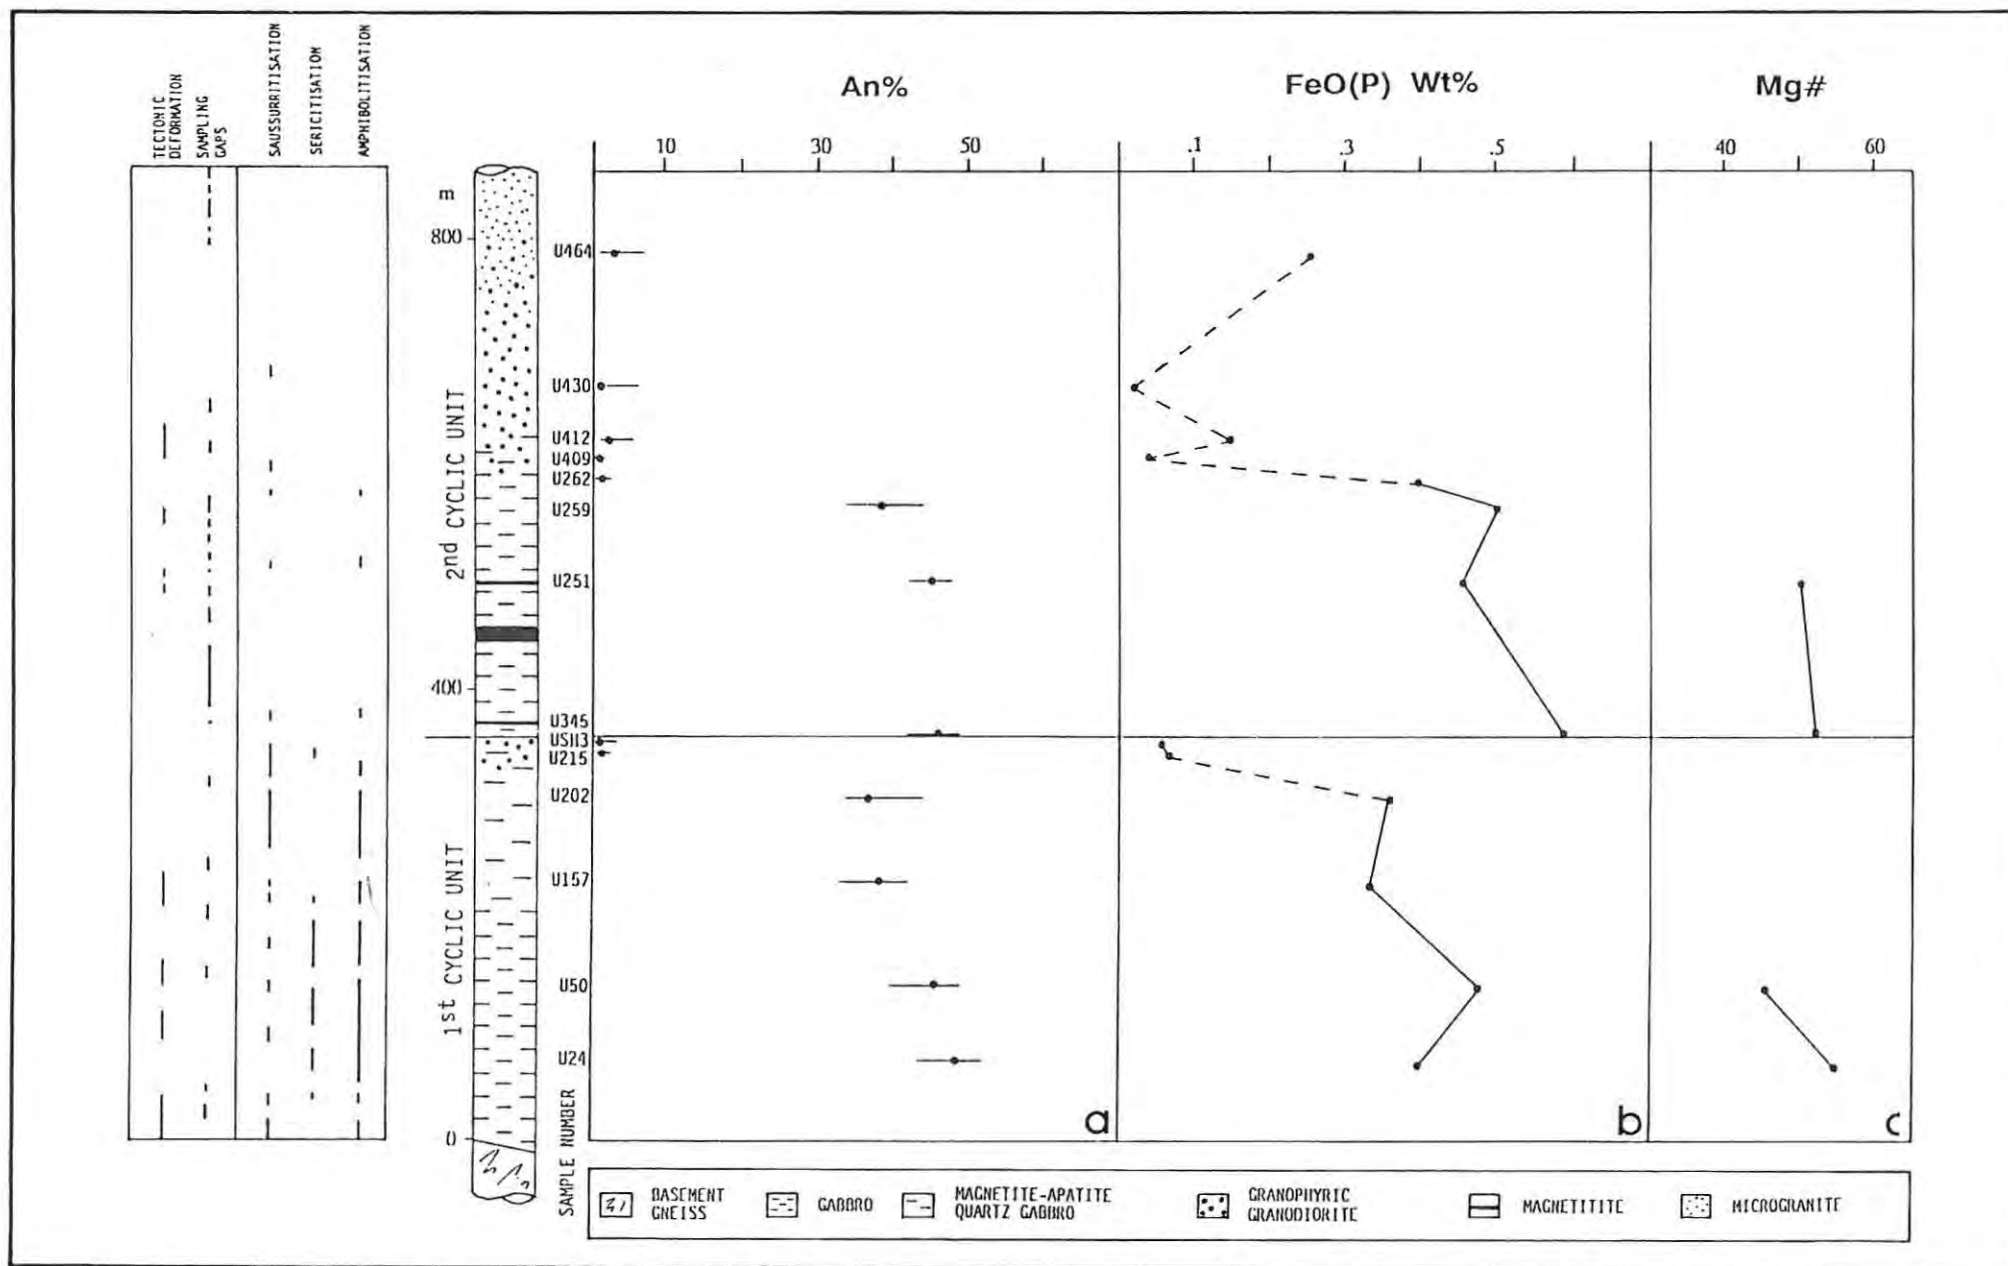 TECTONIC
DEFORMATION
SAMPLING
GAPS
SAUSSURRITISATION
SERICITISATION
AMPHIBOLITISATION
An%
FeO(P) Wt%
Mg#
10
30
50
.1
.3
.5
40
60
m
800
400
0
2nd CYCLIC UNIT
1st CYCLIC UNIT
SAMPLE NUMBER
U464
U430
U412
U409
U262
U259
U251
U345
U215
U202
U157
U50
U24
a
b
c
BASEMENT
GNEISS
GABBRO
MAGNETITE-APATITE
QUARTZ GABBRO
GRANOPHYRIC
GRANODIORITE
MAGNETITITE
MICROGRANITE